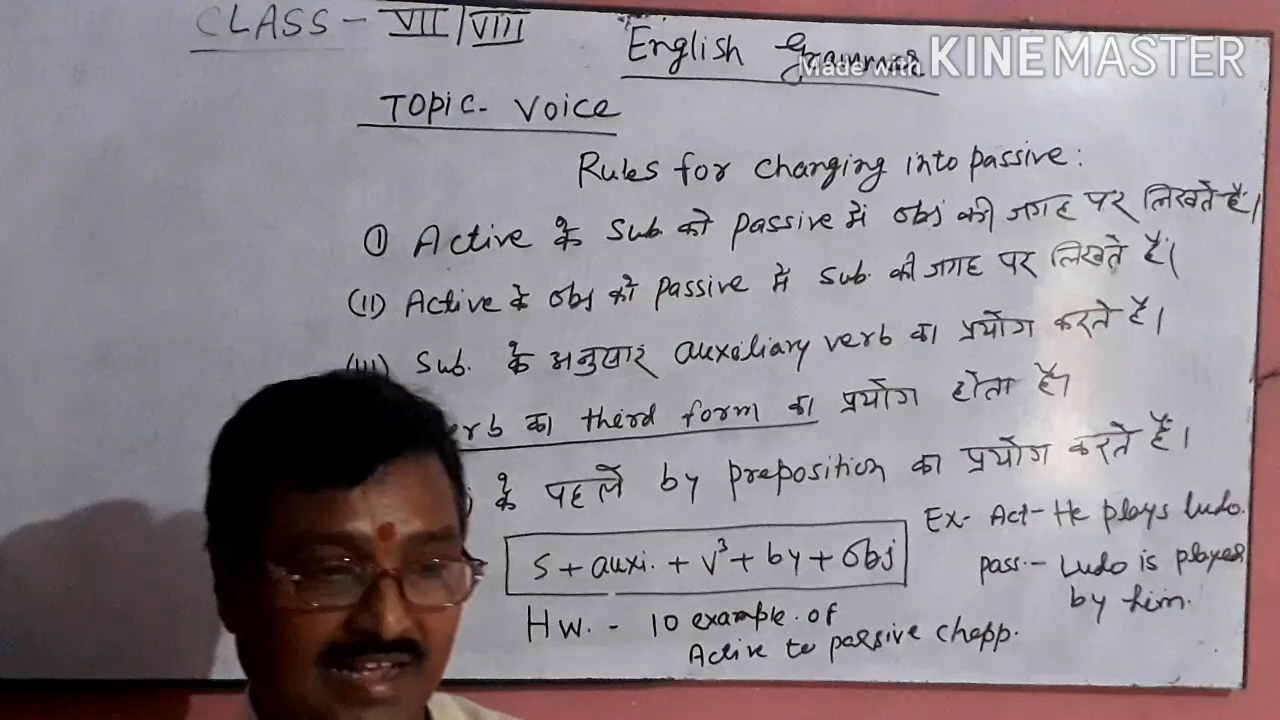 CLASS - VII/VIII
English Grammar
Made with KINEMASTER
Topic- Voice
Rules for changing into passive:
(I) Active के Sub को passive में obj की जगह पर लिखते हैं।
(II) Active के obj को passive में Sub. की जगह पर लिखते हैं।
(III) Sub. के अनुसार auxiliary verb का प्रयोग करते हैं।
का third form का प्रयोग होता है।
के पहले by preposition का प्रयोग करते हैं।
Ex- Act- He plays ludo.
S + auxi. + V³ + by + obj
pass.- Ludo is played
by him.
HW. - 10 example of
Active to passive chapp.